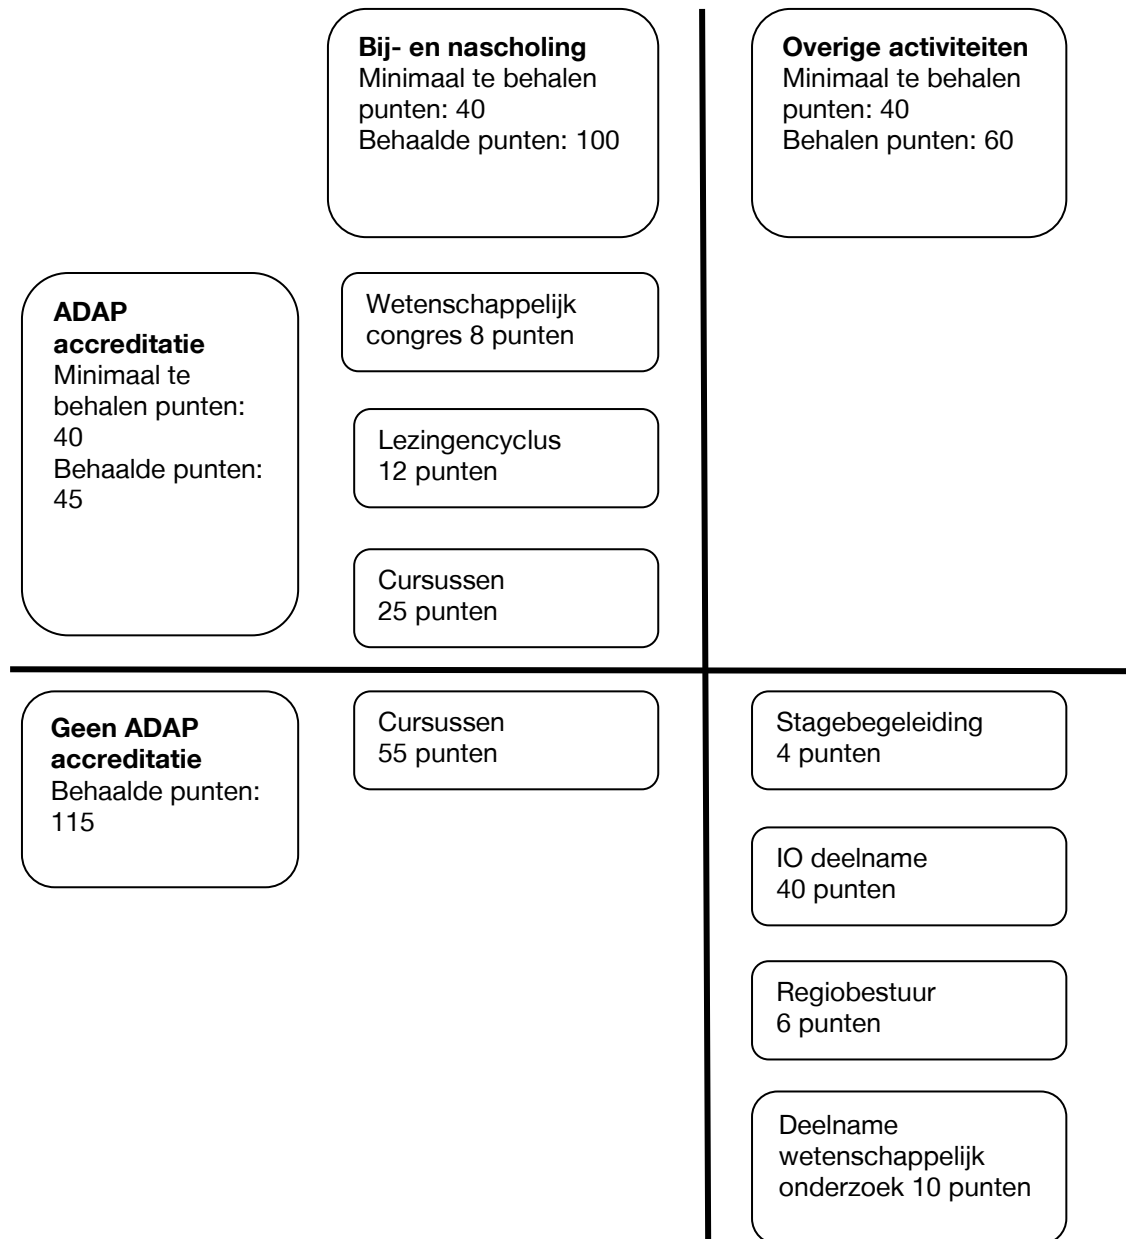 Bij- en nascholing
Minimaal te behalen
punten: 40
Behaalde punten: 100
Overige activiteiten
Minimaal te behalen
punten: 40
Behalen punten: 60
ADAP
accreditatie
Minimaal te
behalen punten:
40
Behaalde punten:
45
Wetenschappelijk
congres 8 punten
Lezingencyclus
12 punten
Cursussen
25 punten
Geen ADAP
accreditatie
Behaalde punten:
115
Cursussen
55 punten
Stagebegeleiding
4 punten
IO deelname
40 punten
Regiobestuur
6 punten
Deelname
wetenschappelijk
onderzoek 10 punten